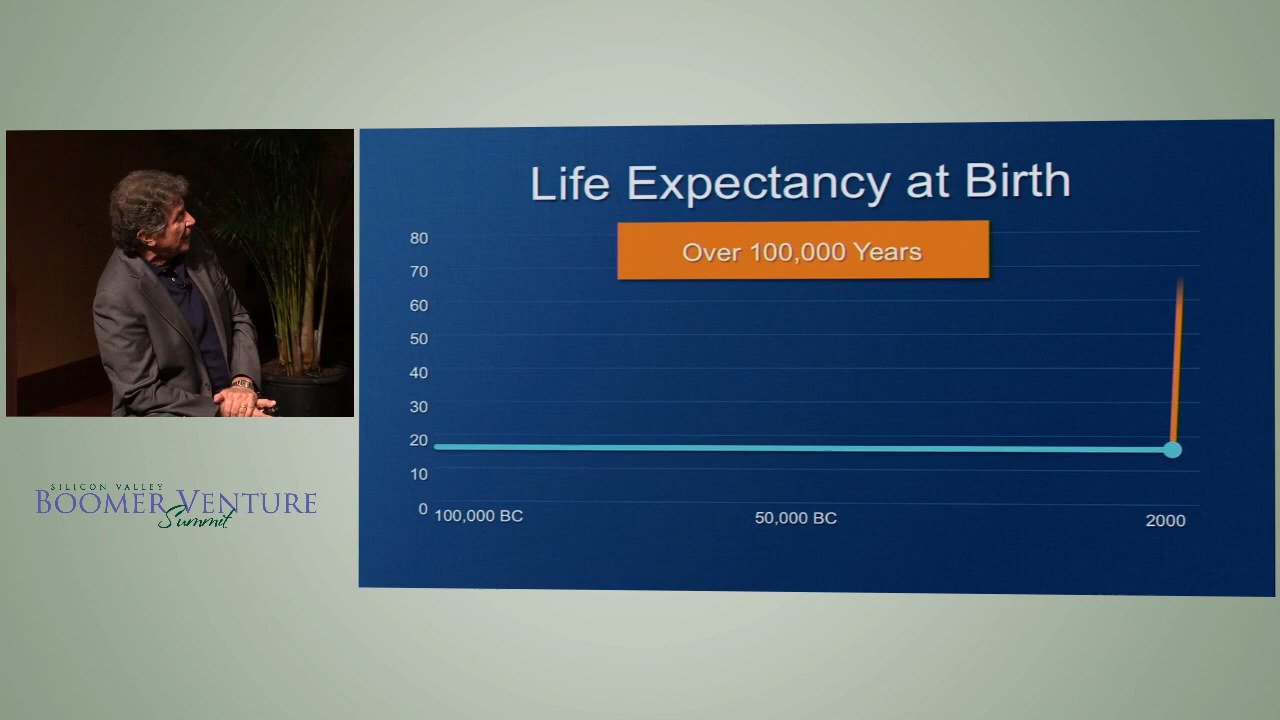 Life Expectancy at Birth
Over 100,000 Years
80
70
60
50
40
30
20
10
0
100,000 BC
50,000 BC
2000
SILICON VALLEY
BOOMER VENTURE
Summit